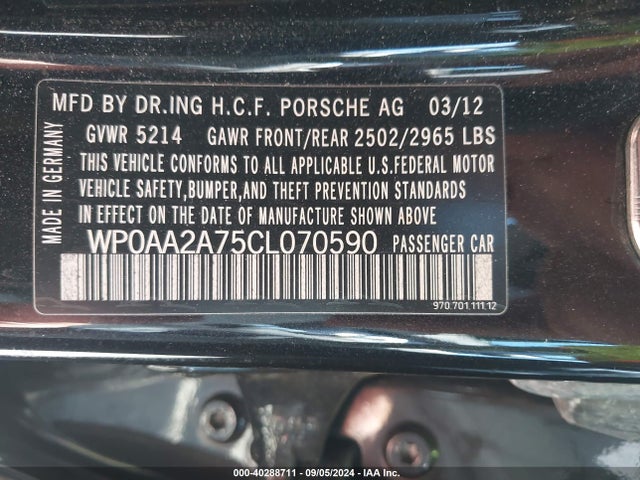 MADE IN GERMANY
MFD BY DR.ING H.C.F. PORSCHE AG 03/12
GVWR 5214 GAWR FRONT/REAR 2502/2965 LBS
THIS VEHICLE CONFORMS TO ALL APPLICABLE U.S.FEDERAL MOTOR
VEHICLE SAFETY,BUMPER,AND THEFT PREVENTION STANDARDS
IN EFFECT ON THE DATE OF MANUFACTURE SHOWN ABOVE
WP0AA2A75CL070590 PASSENGER CAR
970.701.111.12
000-40288711 - 09/05/2024 - IAA Inc.